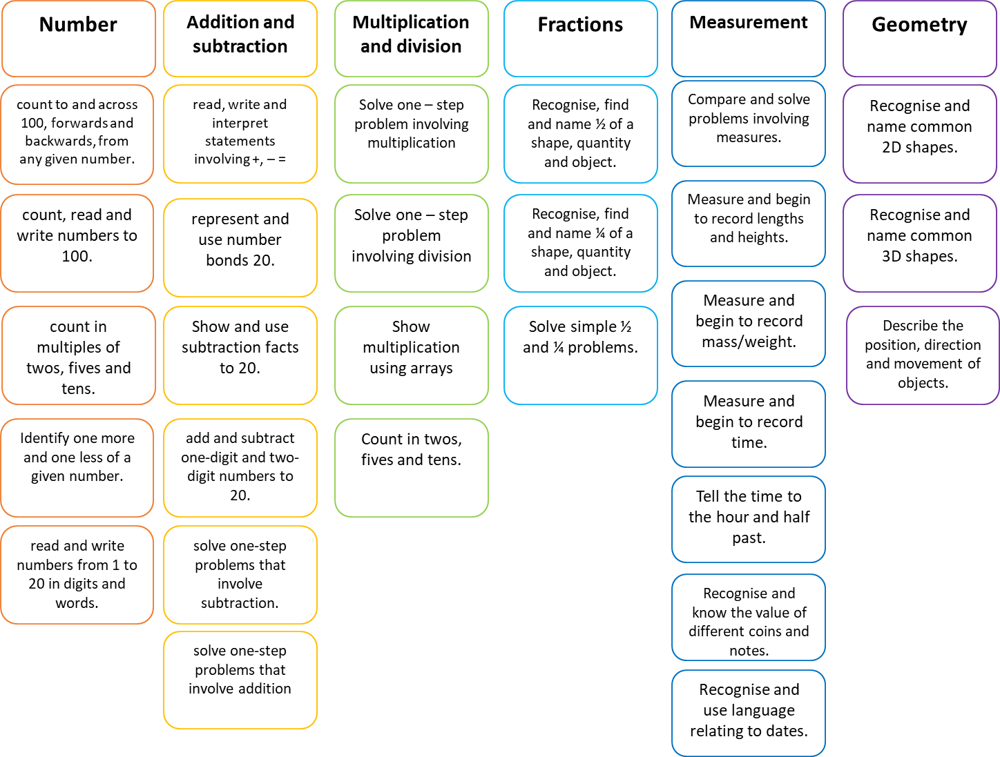 Number
count to and across
100, forwards and
backwards, from
any given number.
count, read and
write numbers to
100.
count in
multiples of
twos, fives and
tens.
Identify one more
and one less of a
given number.
read and write
numbers from 1 to
20 in digits and
words.
Addition and
subtraction
read, write and
interpret
statements
involving +, – =
represent and
use number
bonds 20.
Show and use
subtraction facts
to 20.
add and subtract
one-digit and two-
digit numbers to
20.
solve one-step
problems that
involve
subtraction.
solve one-step
problems that
involve addition
Multiplication
and division
Solve one – step
problem involving
multiplication
Solve one – step
problem
involving division
Show
multiplication
using arrays
Count in twos,
fives and tens.
Fractions
Recognise, find
and name ½ of a
shape, quantity
and object.
Recognise, find
and name ¼ of a
shape, quantity
and object.
Solve simple ½
and ¼ problems.
Measurement
Compare and solve
problems involving
measures.
Measure and begin
to record lengths
and heights.
Measure and
begin to record
mass/weight.
Measure and
begin to record
time.
Tell the time to
the hour and half
past.
Recognise and
know the value of
different coins and
notes.
Recognise and
use language
relating to dates.
Geometry
Recognise and
name common
2D shapes.
Recognise and
name common
3D shapes.
Describe the
position, direction
and movement of
objects.